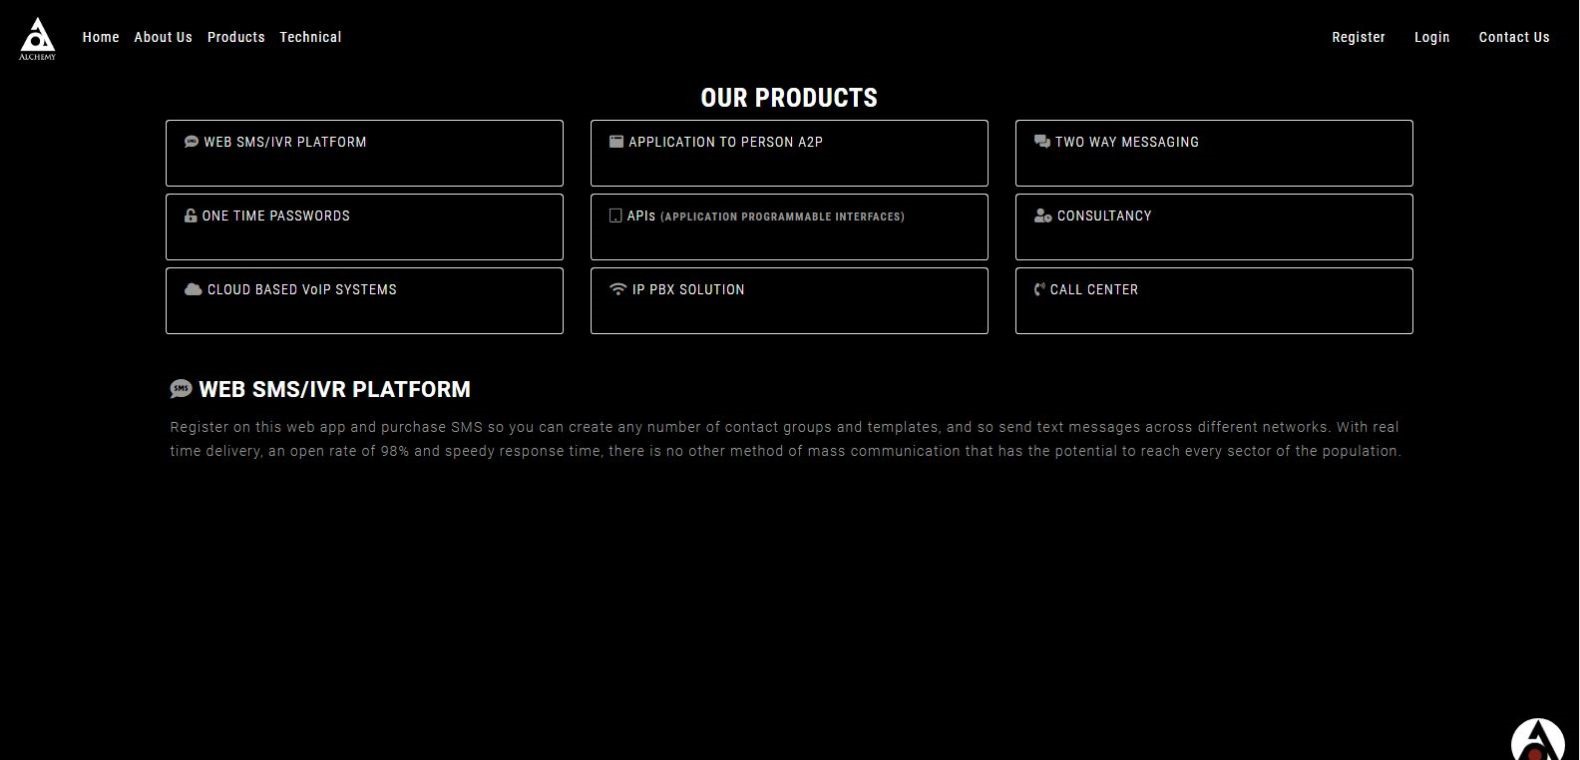 Home About Us Products Technical Register Login Contact Us
ALCHEMY
OUR PRODUCTS
WEB SMS/IVR PLATFORM
APPLICATION TO PERSON A2P
TWO WAY MESSAGING
ONE TIME PASSWORDS
APIs (APPLICATION PROGRAMMABLE INTERFACES)
CONSULTANCY
CLOUD BASED VoIP SYSTEMS
IP PBX SOLUTION
CALL CENTER
SMS WEB SMS/IVR PLATFORM
Register on this web app and purchase SMS so you can create any number of contact groups and templates, and so send text messages across different networks. With real
time delivery, an open rate of 98% and speedy response time, there is no other method of mass communication that has the potential to reach every sector of the population.